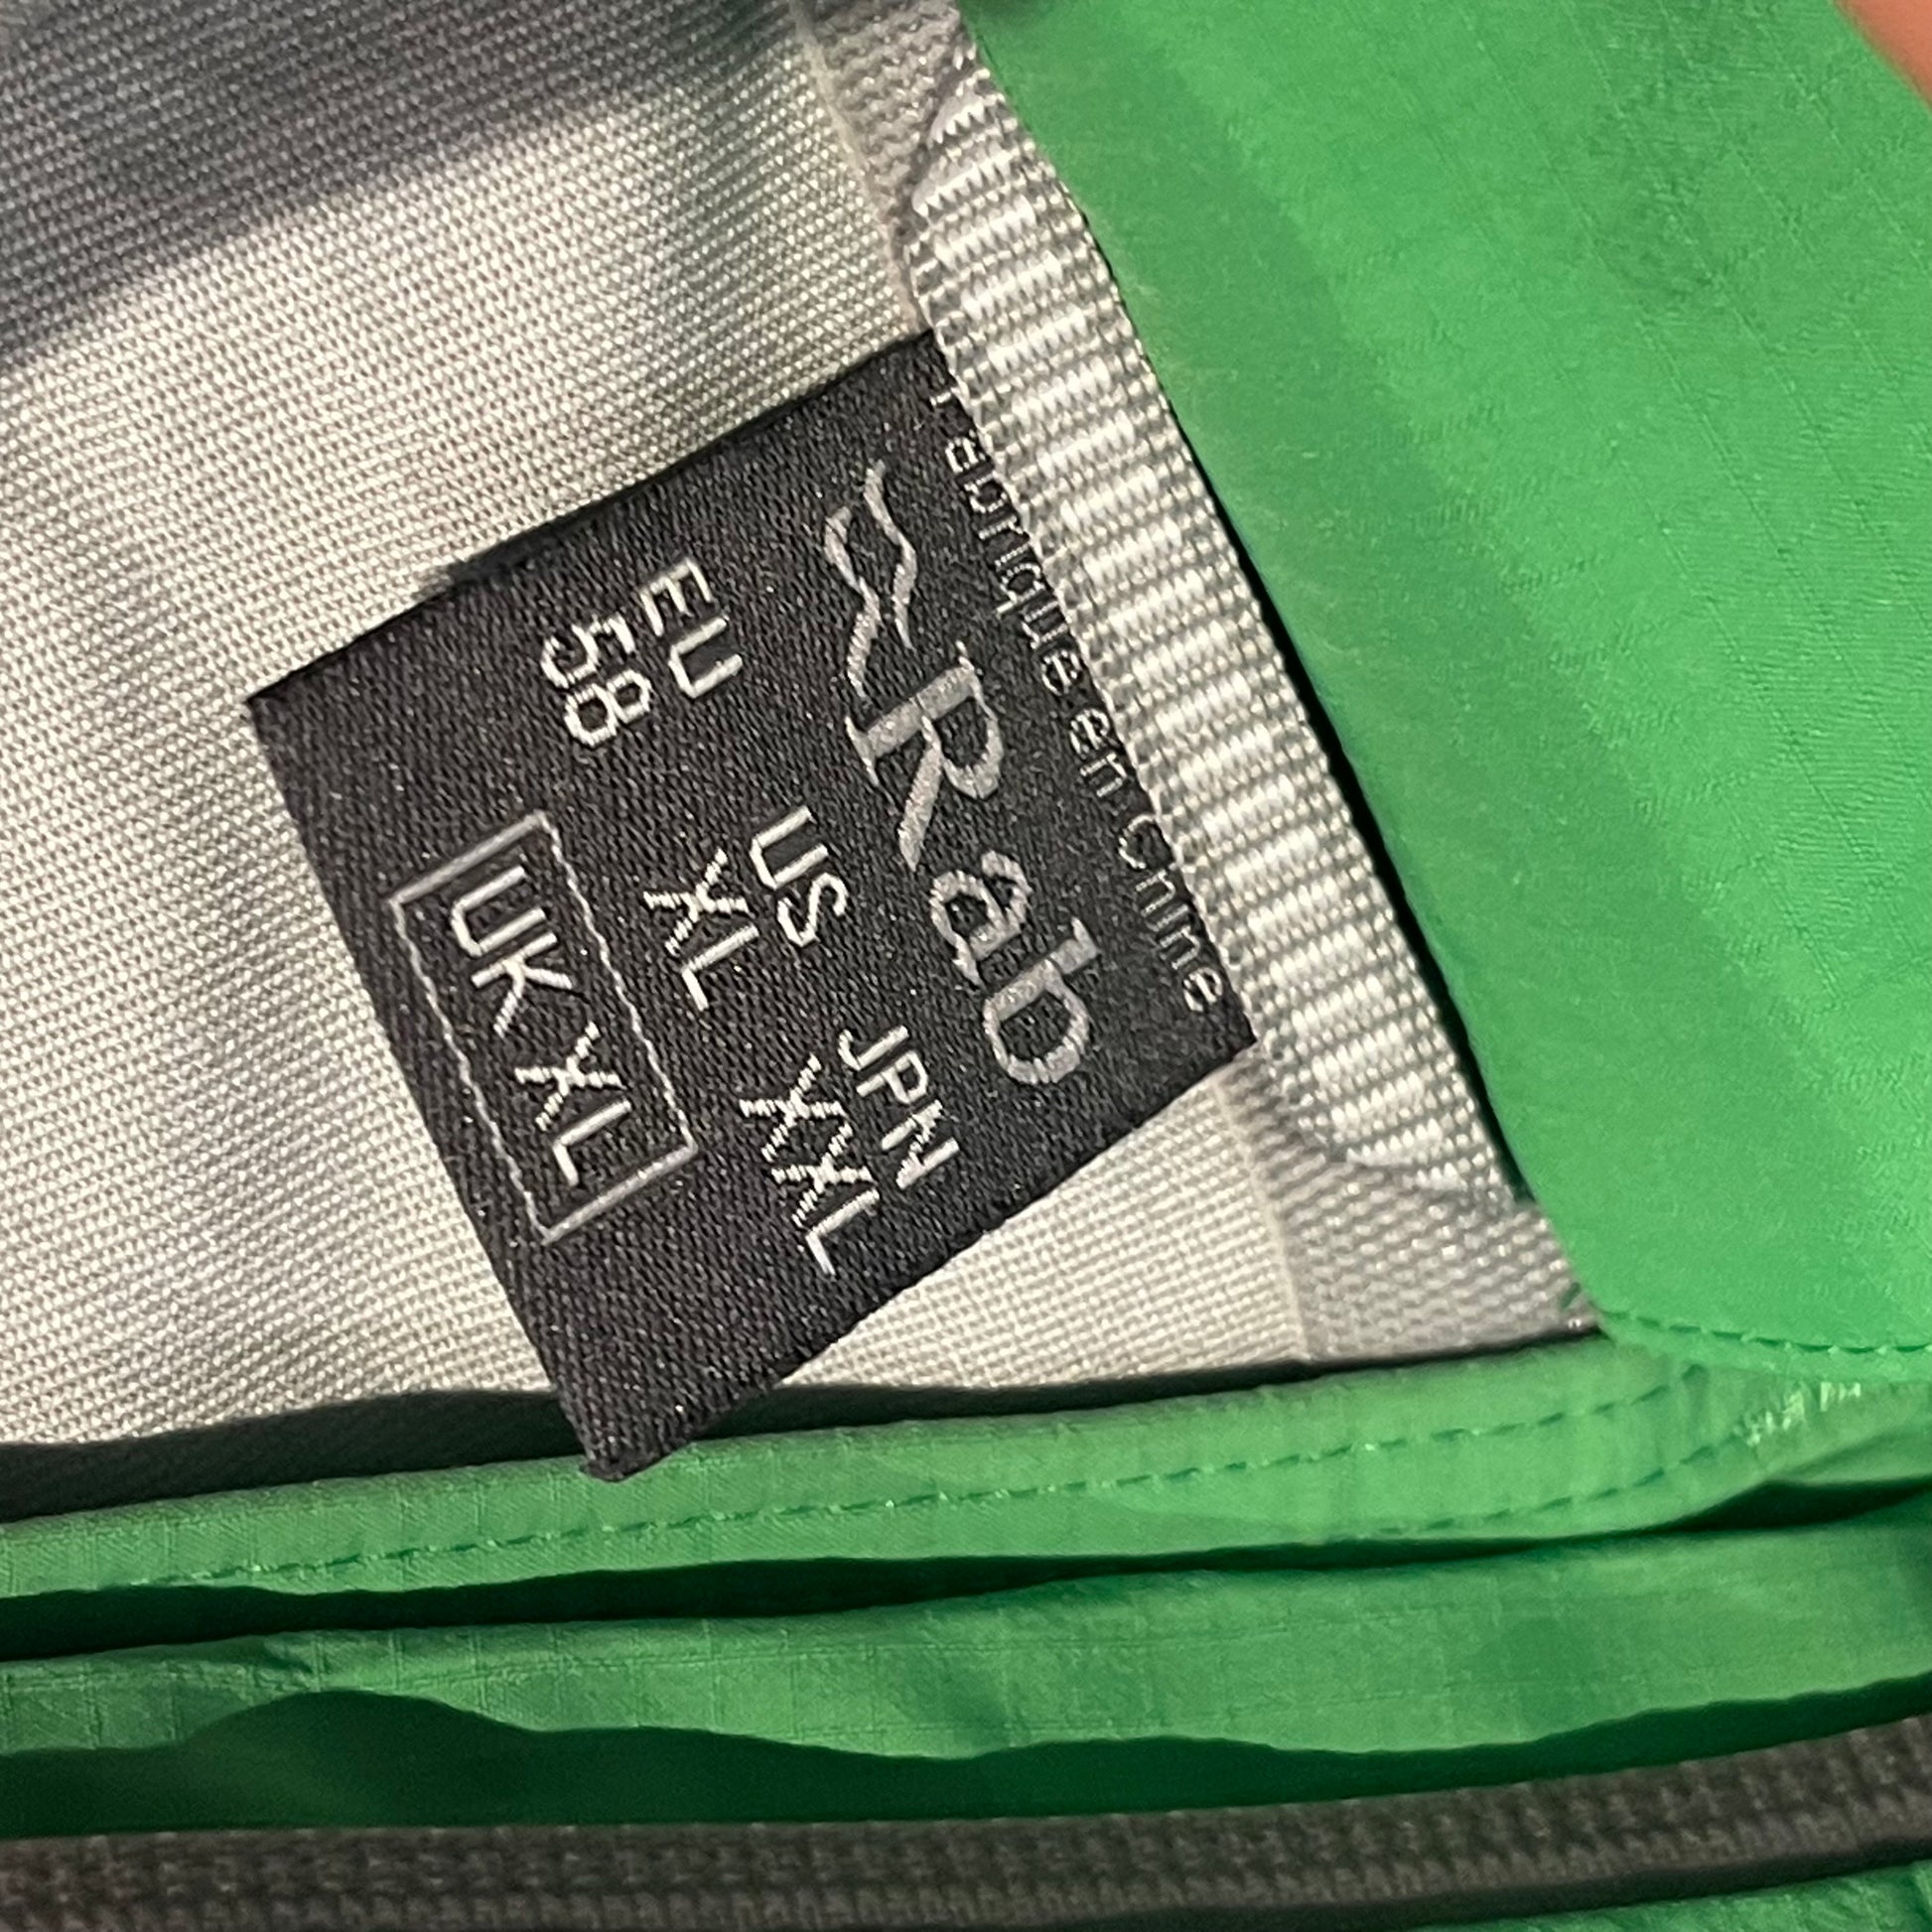 Fabriqué en Chine
Rab
EU US JPN
58 XL XXL
UK XL